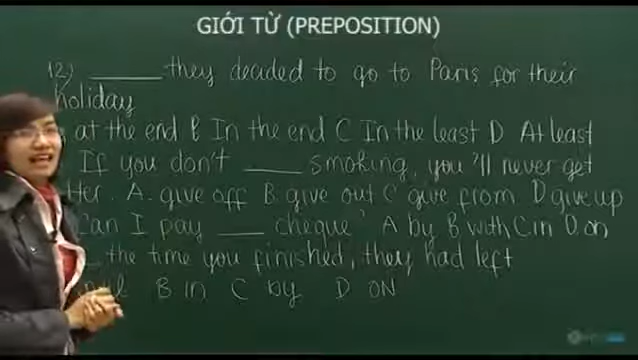 GIỚI TỪ (PREPOSITION)
12) ______ they decided to go to Paris for their
holiday
at the end B In the end C In the least D At least
If you don't ____ smoking, you'll never get
A. give off B give out C give from D give up
Can I pay ___ cheque? A by B with C in D. on
_ the time you finished, they had left
B in C by D ON